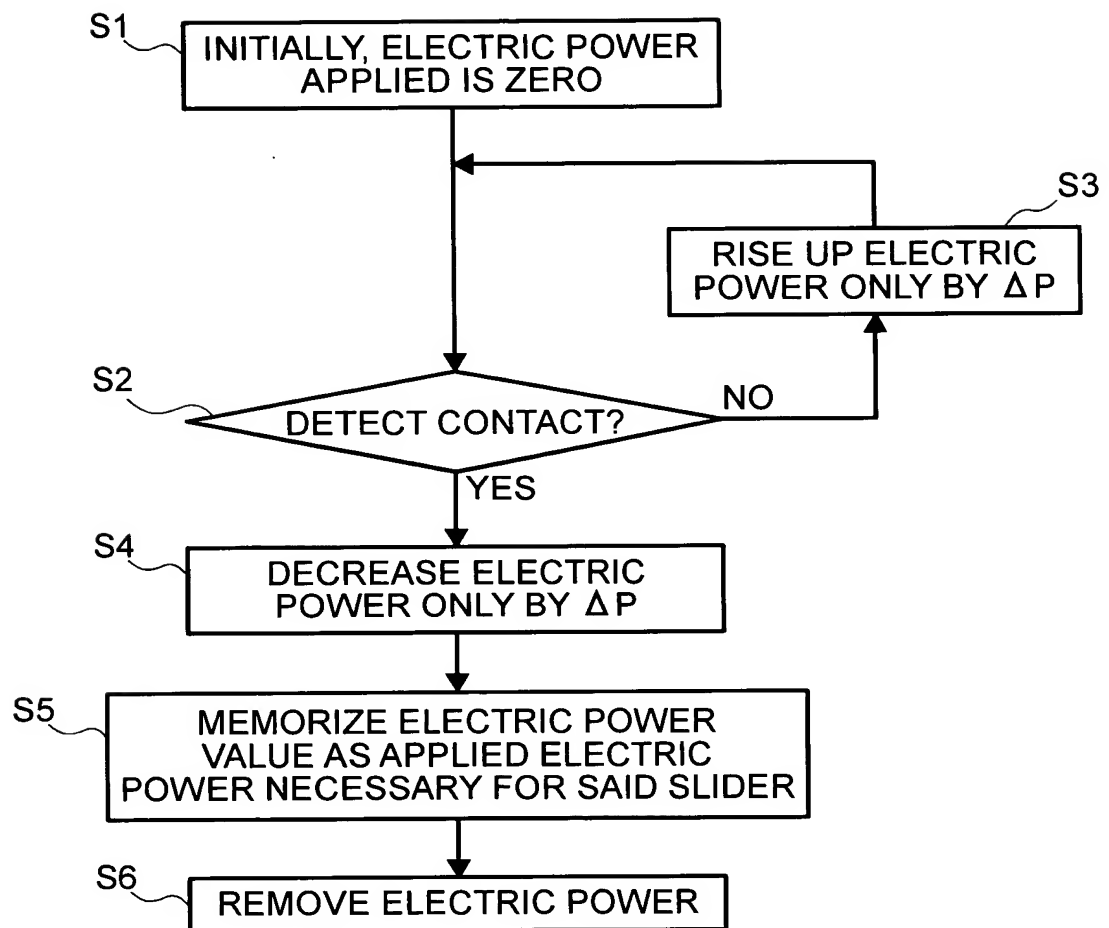 S1
INITIALLY, ELECTRIC POWER
APPLIED IS ZERO
S3
RISE UP ELECTRIC
POWER ONLY BY ΔP
S2
DETECT CONTACT?
NO
YES
S4
DECREASE ELECTRIC
POWER ONLY BY ΔP
S5
MEMORIZE ELECTRIC POWER
VALUE AS APPLIED ELECTRIC
POWER NECESSARY FOR SAID SLIDER
S6
REMOVE ELECTRIC POWER